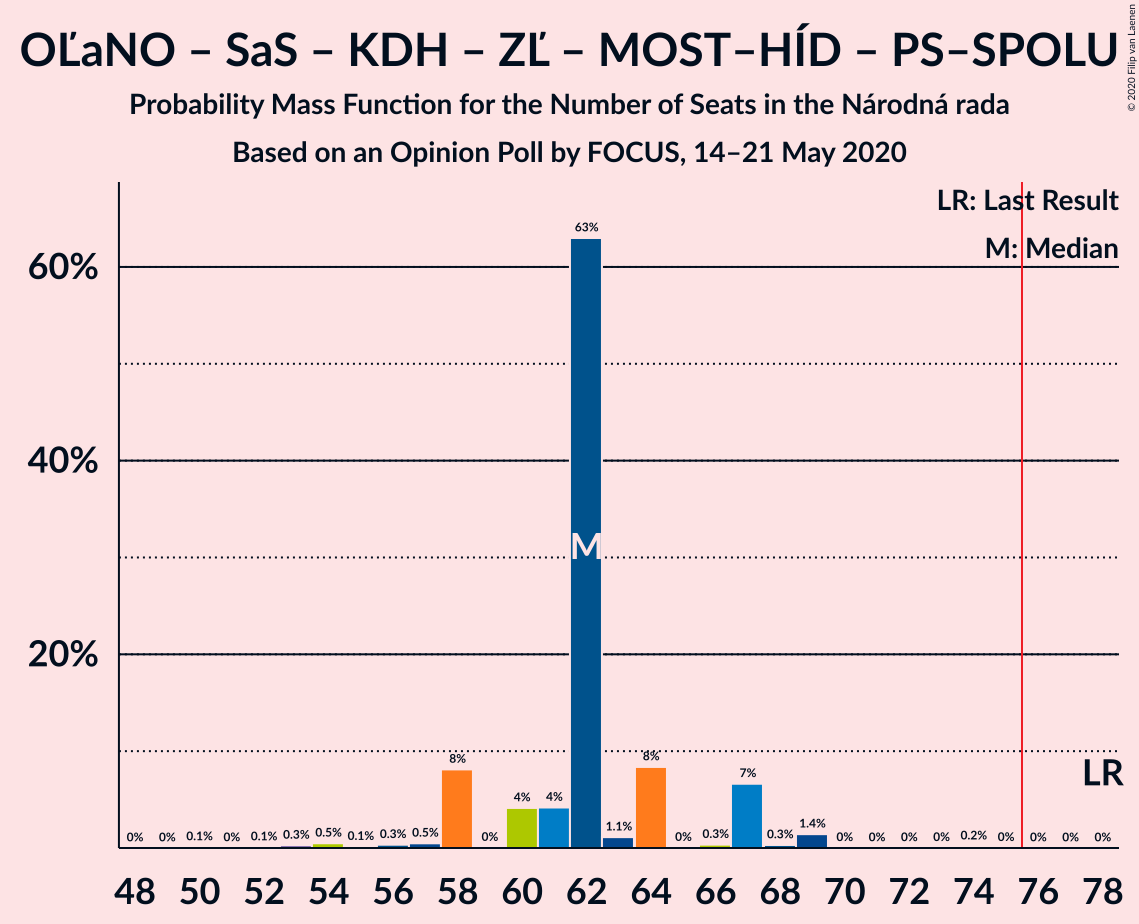 OĽaNO – SaS – KDH – ZĽ – MOST–HÍD – PS–SPOLU
Probability Mass Function for the Number of Seats in the Národná rada
Based on an Opinion Poll by FOCUS, 14–21 May 2020
© 2020 Filip van Laenen
LR: Last Result
M: Median
60%
40%
20%
0% 0% 0.1% 0% 0.1% 0.3% 0.5% 0.1% 0.3% 0.5% 8% 0% 4% 4% 63% 1.1% 8% 0% 0.3% 7% 0.3% 1.4% 0% 0% 0% 0% 0.2% 0% 0% 0% 0%
M
LR
48 50 52 54 56 58 60 62 64 66 68 70 72 74 76 78